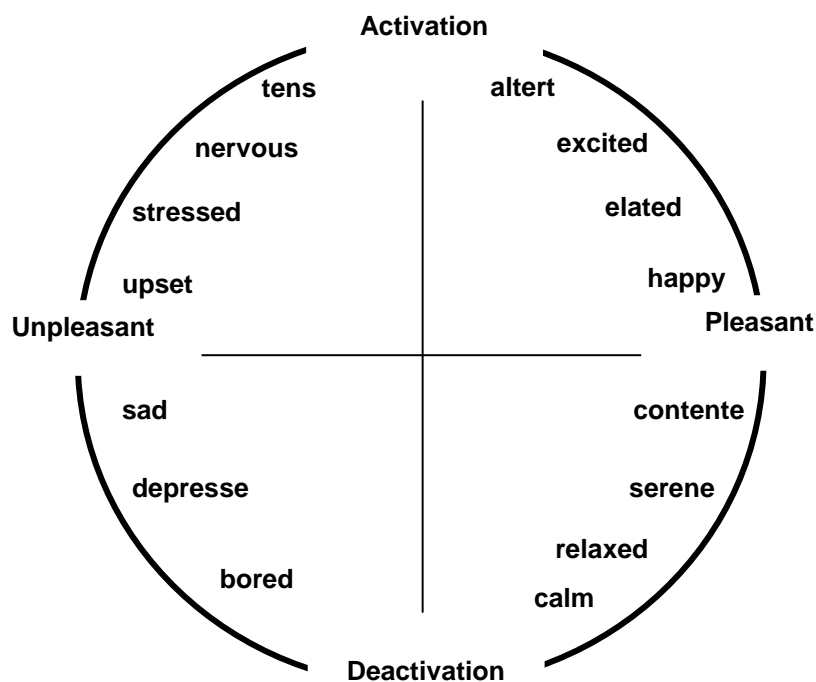 Activation
tens altert
nervous excited
stressed elated
upset happy
Unpleasant Pleasant
sad contente
depresse serene
relaxed
bored calm
Deactivation